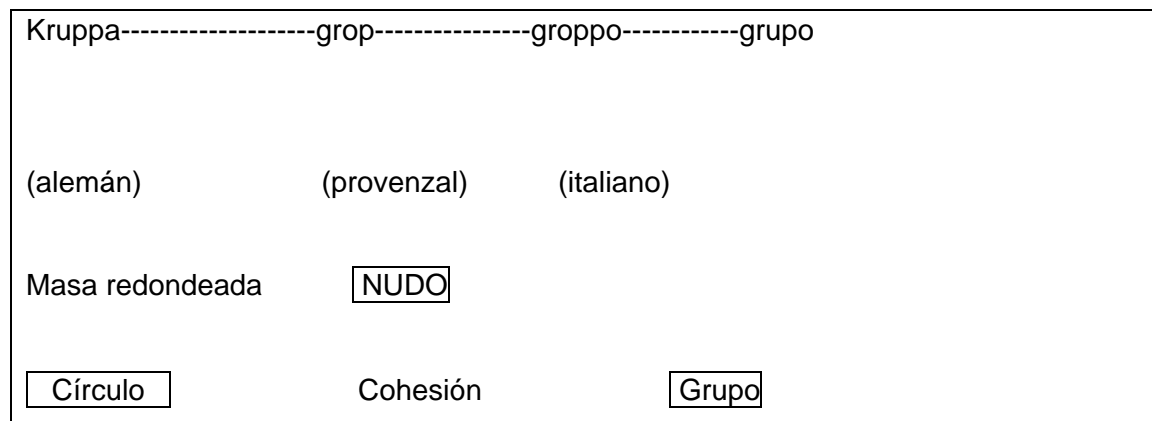 Kruppa--------------------grop----------------groppo------------grupo
(alemán) (provenzal) (italiano)
Masa redondeada NUDO
Círculo Cohesión Grupo